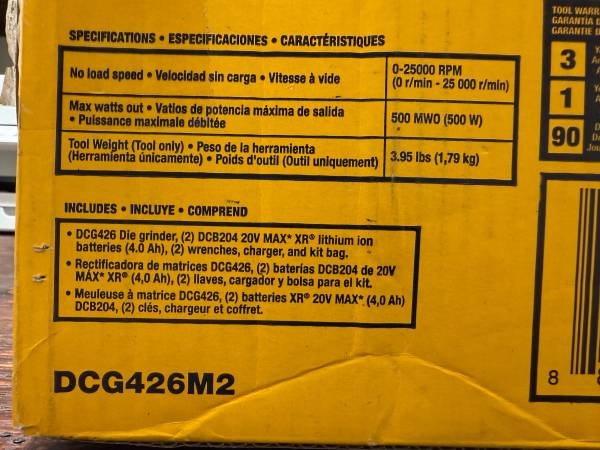 SPECIFICATIONS • ESPECIFICACIONES • CARACTÉRISTIQUES
No load speed • Velocidad sin carga • Vitesse à vide
0-25000 RPM
(0 r/min - 25 000 r/min)
Max watts out • Vatios de potencia máxima de salida
• Puissance maximale débitée
500 MWO (500 W)
Tool Weight (Tool only) • Peso de la herramienta
(Herramienta únicamente) • Poids d'outil (Outil uniquement)
3.95 lbs (1,79 kg)
INCLUDES • INCLUYE • COMPREND
• DCG426 Die grinder, (2) DCB204 20V MAX* XR® lithium ion
batteries (4.0 Ah), (2) wrenches, charger, and kit bag.
• Rectificadora de matrices DCG426, (2) baterías DCB204 de 20V
MÁX* XR® (4,0 Ah), (2) llaves, cargador y bolsa para el kit.
• Meuleuse à matrice DCG426, (2) batteries XR® 20V MAX* (4,0 Ah)
DCB204, (2) clés, chargeur et coffret.
DCG426M2
TOOL
GARANTÍA
GARANTIE
3
1
90
8